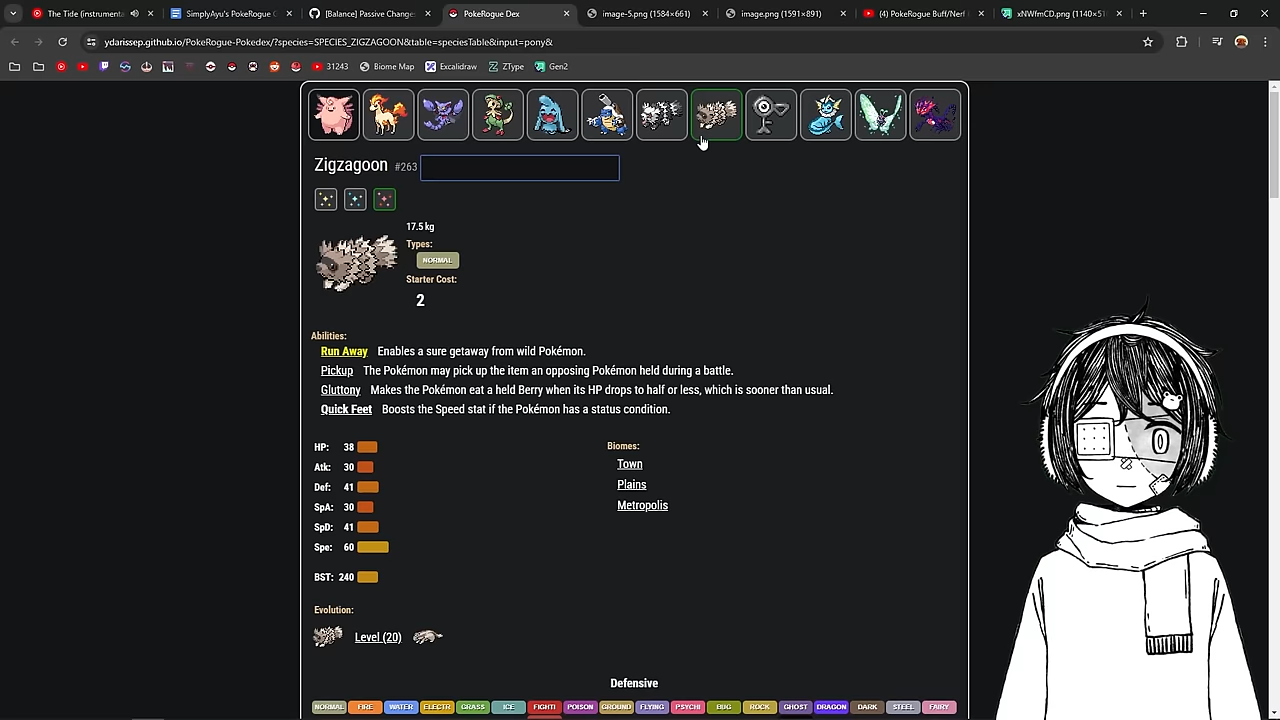 The Tide (instrumental
SimplyAyu's PokeRogue
[Balance] Passive Change
PokeRogue Dex
image-5.png (1584×661)
image.png (1591×891)
(4) PokeRogue Buff/Nerf
xNWfmCD.png (1140×51
ydarissep.github.io/PokeRogue-Pokedex/?species=SPECIES_ZIGZAGOON&table=speciesTable&input=pony&
31243
Biome Map
Excalidraw
ZType
Gen2
Zigzagoon #263
17.5 kg
Types:
NORMAL
Starter Cost:
2
Abilities:
Run Away Enables a sure getaway from wild Pokémon.
Pickup The Pokémon may pick up the item an opposing Pokémon held during a battle.
Gluttony Makes the Pokémon eat a held Berry when its HP drops to half or less, which is sooner than usual.
Quick Feet Boosts the Speed stat if the Pokémon has a status condition.
HP: 38
Atk: 30
Def: 41
SpA: 30
SpD: 41
Spe: 60
BST: 240
Biomes:
Town
Plains
Metropolis
Evolution:
Level (20)
Defensive
NORMAL FIRE WATER ELECTR GRASS ICE FIGHTI POISON GROUND FLYING PSYCHI BUG ROCK GHOST DRAGON DARK STEEL FAIRY